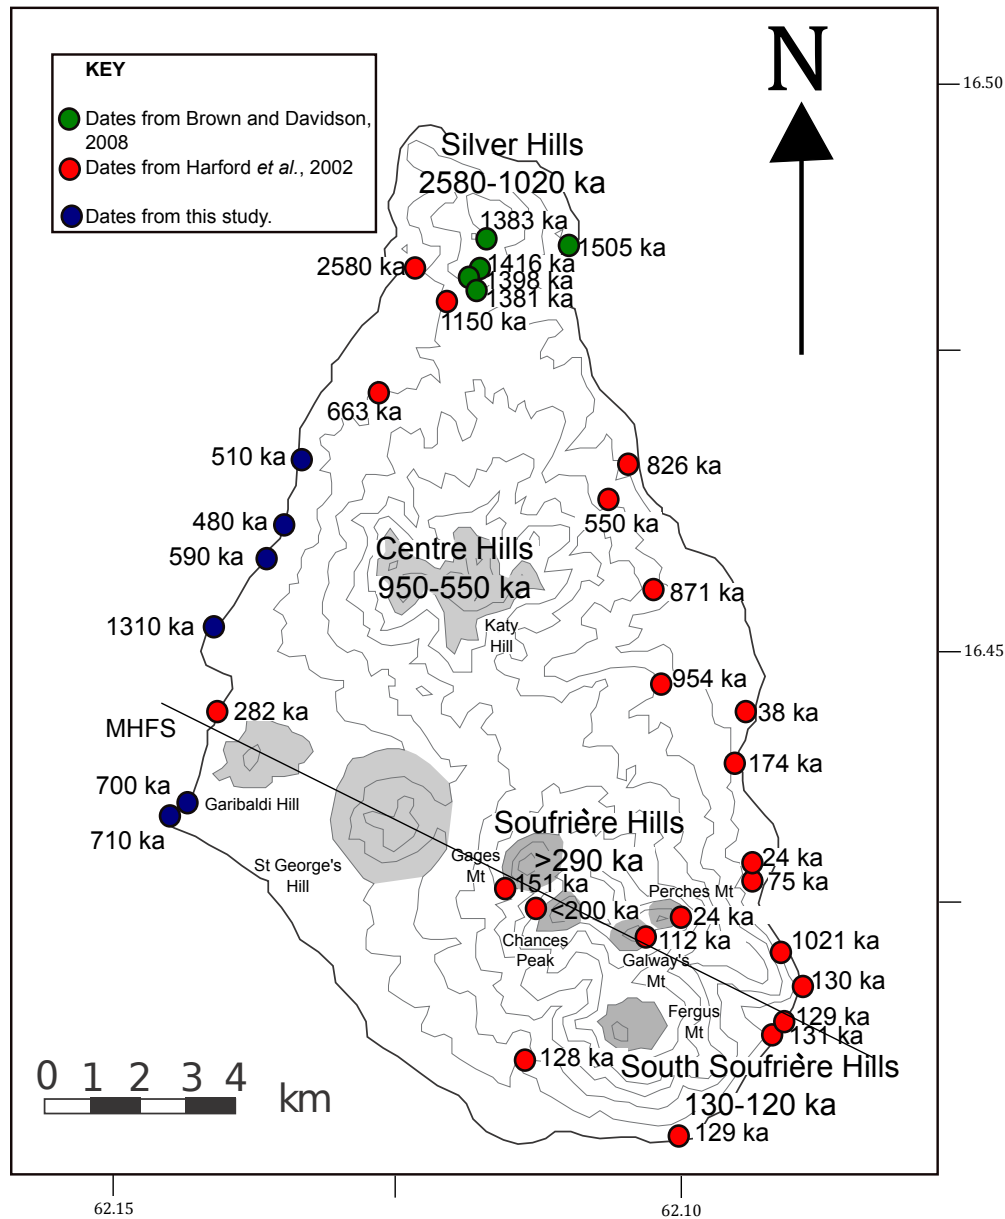 KEY
Dates from Brown and Davidson,
2008
Dates from Harford et al., 2002
Dates from this study.
N
16.50
Silver Hills
2580-1020 ka
1383 ka
1505 ka
2580 ka
1416 ka
1398 ka
1381 ka
1150 ka
663 ka
510 ka
826 ka
480 ka
550 ka
590 ka
Centre Hills
950-550 ka
871 ka
1310 ka
Katy
Hill
16.45
954 ka
282 ka
38 ka
MHFS
174 ka
700 ka
Garibaldi Hill
710 ka
Soufrière Hills
>290 ka
St George's
Hill
Gages
Mt
24 ka
75 ka
151 ka
Perches Mt
<200 ka
24 ka
Chances
Peak
112 ka
1021 ka
Galway's
Mt
130 ka
Fergus
Mt
129 ka
131 ka
128 ka
South Soufrière Hills
130-120 ka
129 ka
0 1 2 3 4
km
62.15
62.10